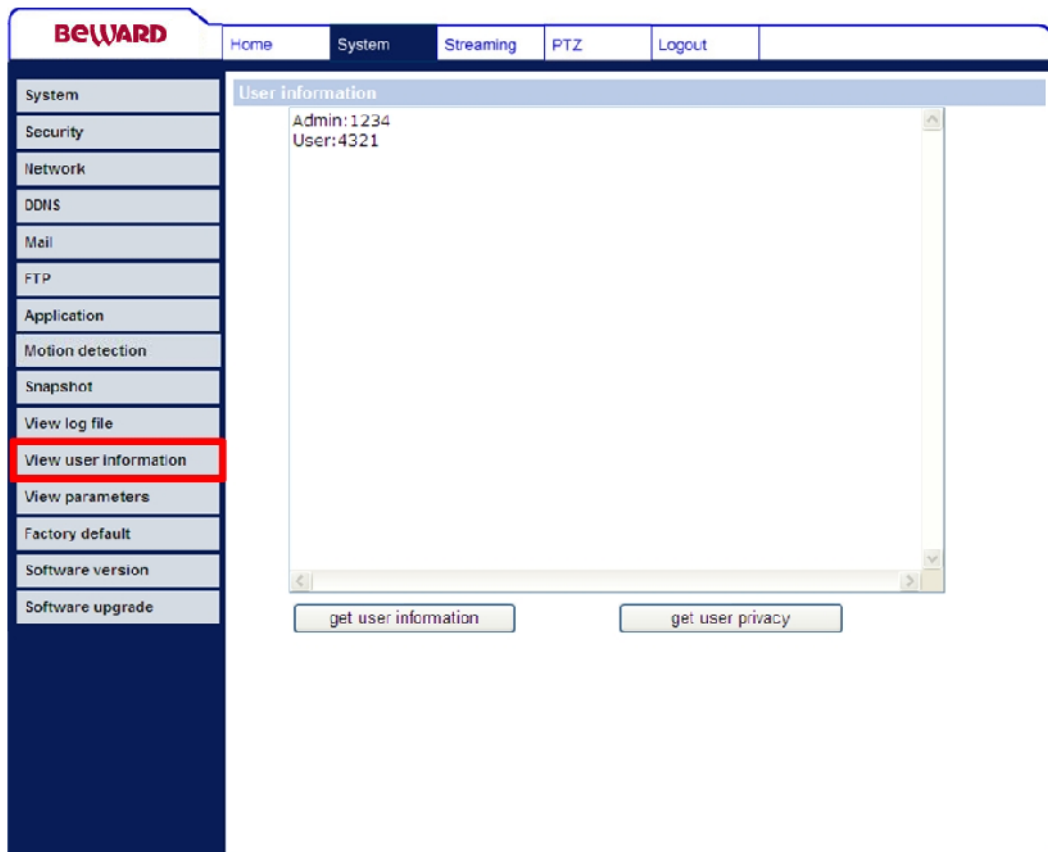 BEWARD
Home System Streaming PTZ Logout
System
Security
Network
DDNS
Mail
FTP
Application
Motion detection
Snapshot
View log file
View user information
View parameters
Factory default
Software version
Software upgrade
User information
Admin:1234
User:4321
get user information get user privacy